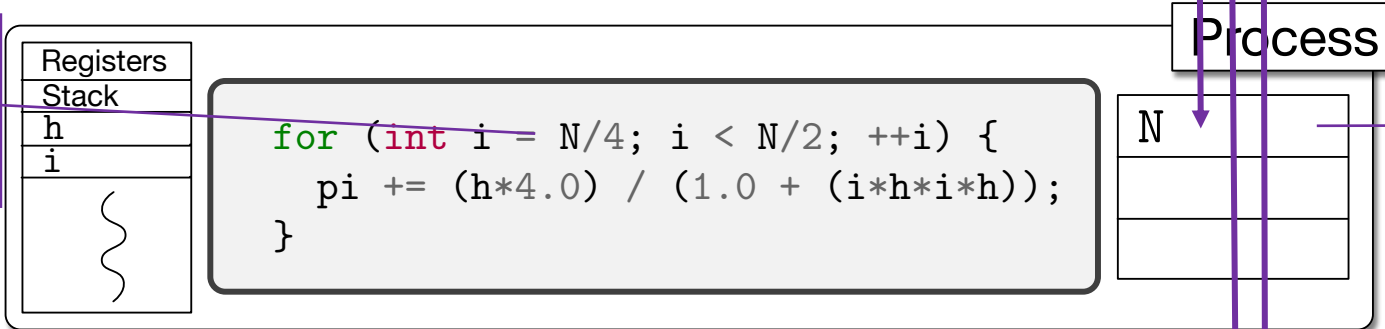 Process
Registers
Stack
h
i
for (int i = N/4; i < N/2; ++i) {
pi += (h*4.0) / (1.0 + (i*h*i*h));
}
N